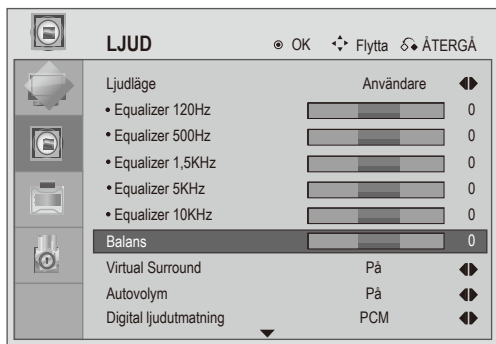 LJUD OK Flytta ÅTERGÅ
Ljudläge Användare
• Equalizer 120Hz 0
• Equalizer 500Hz 0
• Equalizer 1,5KHz 0
• Equalizer 5KHz 0
• Equalizer 10KHz 0
Balans 0
Virtual Surround På
Autovolym På
Digital ljudutmatning PCM